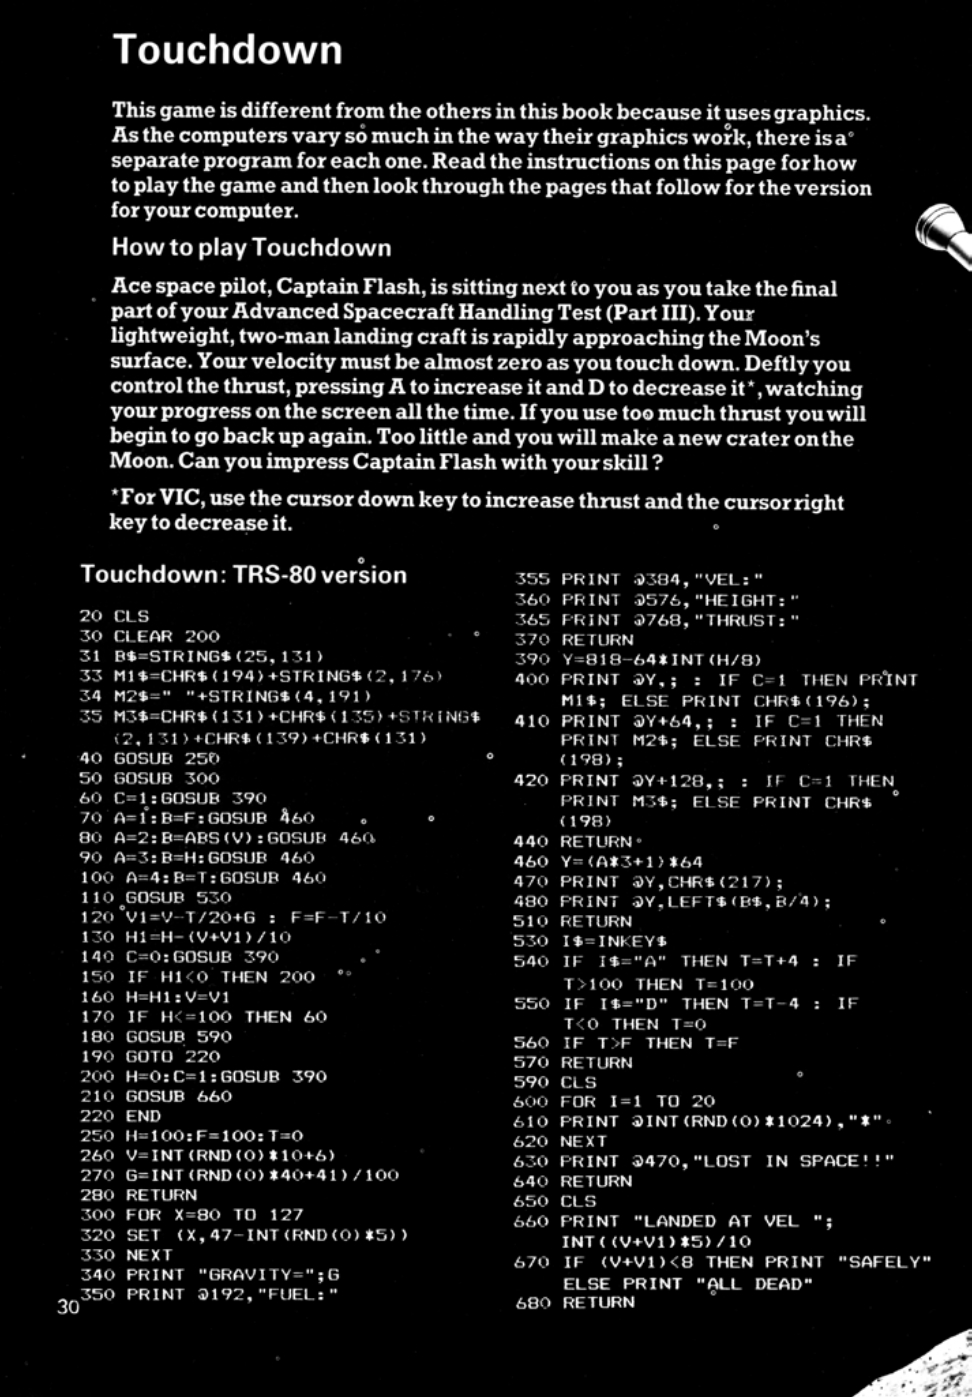 Touchdown
This game is different from the others in this book because it uses graphics.
As the computers vary so much in the way their graphics work, there is a
separate program for each one. Read the instructions on this page for how
to play the game and then look through the pages that follow for the version
for your computer.
How to play Touchdown
Ace space pilot, Captain Flash, is sitting next to you as you take the final
part of your Advanced Spacecraft Handling Test (Part III). Your
lightweight, two-man landing craft is rapidly approaching the Moon's
surface. Your velocity must be almost zero as you touch down. Deftly you
control the thrust, pressing A to increase it and D to decrease it*, watching
your progress on the screen all the time. If you use too much thrust you will
begin to go back up again. Too little and you will make a new crater on the
Moon. Can you impress Captain Flash with your skill?
*For VIC, use the cursor down key to increase thrust and the cursor right
key to decrease it.
Touchdown: TRS-80 version
20 CLS
30 CLEAR 200
31 B$=STRING$(25,131)
33 M1$=CHR$(194)+STRING$(2,176)
34 M2$=" "+STRING$(4,191)
35 M3$=CHR$(131)+CHR$(135)+STRING$
(2,131)+CHR$(139)+CHR$(131)
40 GOSUB 250
50 GOSUB 300
60 C=1:GOSUB 390
70 A=1:B=F:GOSUB 460
80 A=2:B=ABS(V):GOSUB 460
90 A=3:B=H:GOSUB 460
100 A=4:B=T:GOSUB 460
110 GOSUB 530
120 V1=V-T/20+G : F=F-T/10
130 H1=H-(V+V1)/10
140 C=0:GOSUB 390
150 IF H1<0 THEN 200
160 H=H1:V=V1
170 IF H<=100 THEN 60
180 GOSUB 590
190 GOTO 220
200 H=0:C=1:GOSUB 390
210 GOSUB 660
220 END
250 H=100:F=100:T=0
260 V=INT(RND(0)*10+6)
270 G=INT(RND(0)*40+41)/100
280 RETURN
300 FOR X=80 TO 127
320 SET (X,47-INT(RND(0)*5))
330 NEXT
340 PRINT "GRAVITY=";G
350 PRINT @192,"FUEL:"
30
355 PRINT @384,"VEL:"
360 PRINT @576,"HEIGHT:"
365 PRINT @768,"THRUST:"
370 RETURN
390 Y=818-64*INT(H/8)
400 PRINT @Y,; : IF C=1 THEN PRINT
M1$; ELSE PRINT CHR$(196);
410 PRINT @Y+64,; : IF C=1 THEN
PRINT M2$; ELSE PRINT CHR$
(198);
420 PRINT @Y+128,; : IF C=1 THEN
PRINT M3$; ELSE PRINT CHR$
(198)
440 RETURN
460 Y=(A*3+1)*64
470 PRINT @Y,CHR$(217);
480 PRINT @Y,LEFT$(B$,B/4);
510 RETURN
530 I$=INKEY$
540 IF I$="A" THEN T=T+4 : IF
T>100 THEN T=100
550 IF I$="D" THEN T=T-4 : IF
T<0 THEN T=0
560 IF T>F THEN T=F
570 RETURN
590 CLS
600 FOR I=1 TO 20
610 PRINT @INT(RND(0)*1024),"*"
620 NEXT
630 PRINT @470,"LOST IN SPACE!!"
640 RETURN
650 CLS
660 PRINT "LANDED AT VEL ";
INT((V+V1)*5)/10
670 IF (V+V1)<8 THEN PRINT "SAFELY"
ELSE PRINT "ALL DEAD"
680 RETURN